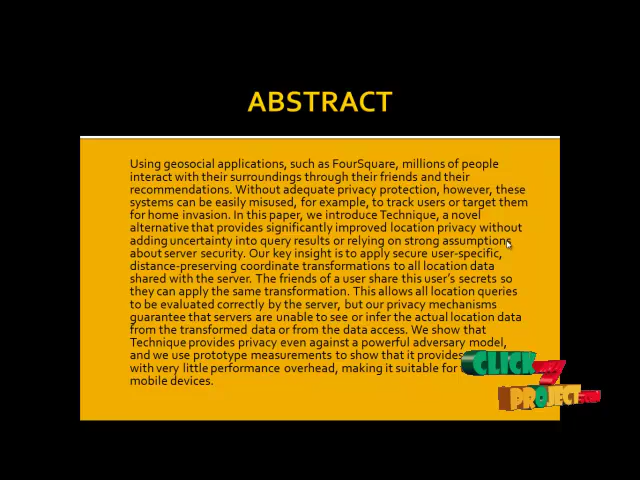 ABSTRACT
Using geosocial applications, such as FourSquare, millions of people
interact with their surroundings through their friends and their
recommendations. Without adequate privacy protection, however, these
systems can be easily misused, for example, to track users or target them
for home invasion. In this paper, we introduce Technique, a novel
alternative that provides significantly improved location privacy without
adding uncertainty into query results or relying on strong assumptions
about server security. Our key insight is to apply secure user-specific,
distance-preserving coordinate transformations to all location data
shared with the server. The friends of a user share this user's secrets so
they can apply the same transformation. This allows all location queries
to be evaluated correctly by the server, but our privacy mechanisms
guarantee that servers are unable to see or infer the actual location data
from the transformed data or from the data access. We show that
Technique provides privacy even against a powerful adversary model,
and we use prototype measurements to show that it provides
with very little performance overhead, making it suitable for
mobile devices.
CLICK MY
PROJECT.COM